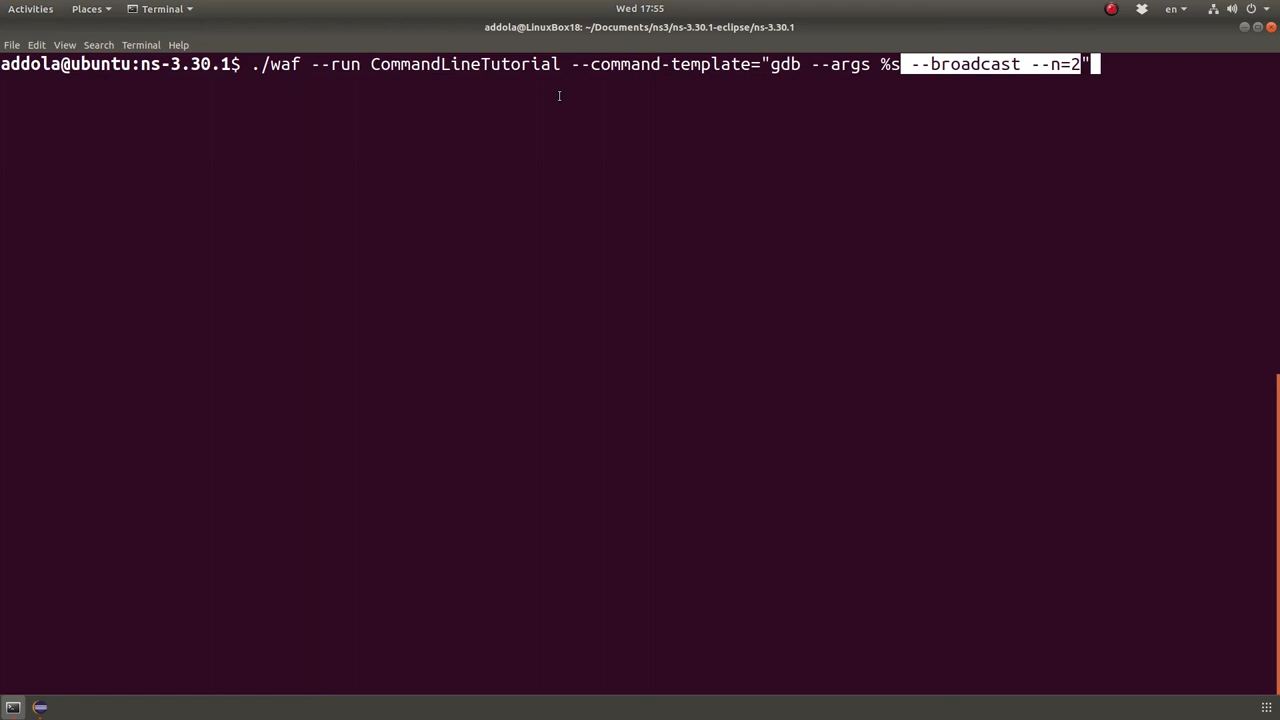 Activities Places Terminal Wed 17:55 en
addola@LinuxBox18: ~/Documents/ns3/ns-3.30.1-eclipse/ns-3.30.1
File Edit View Search Terminal Help
addola@ubuntu:ns-3.30.1$ ./waf --run CommandLineTutorial --command-template="gdb --args %s --broadcast --n=2"